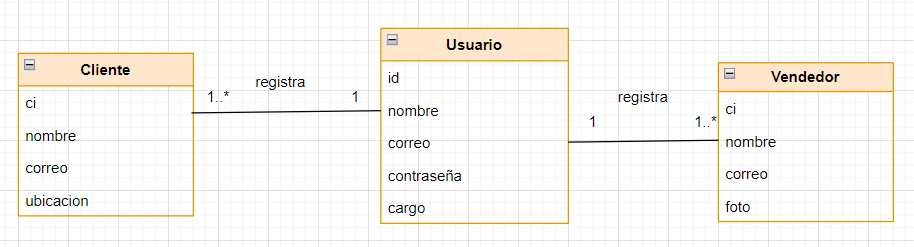 Cliente
ci
nombre
correo
ubicacion
registra
1..*
1
Usuario
id
nombre
correo
contraseña
cargo
registra
1
1..*
Vendedor
ci
nombre
correo
foto